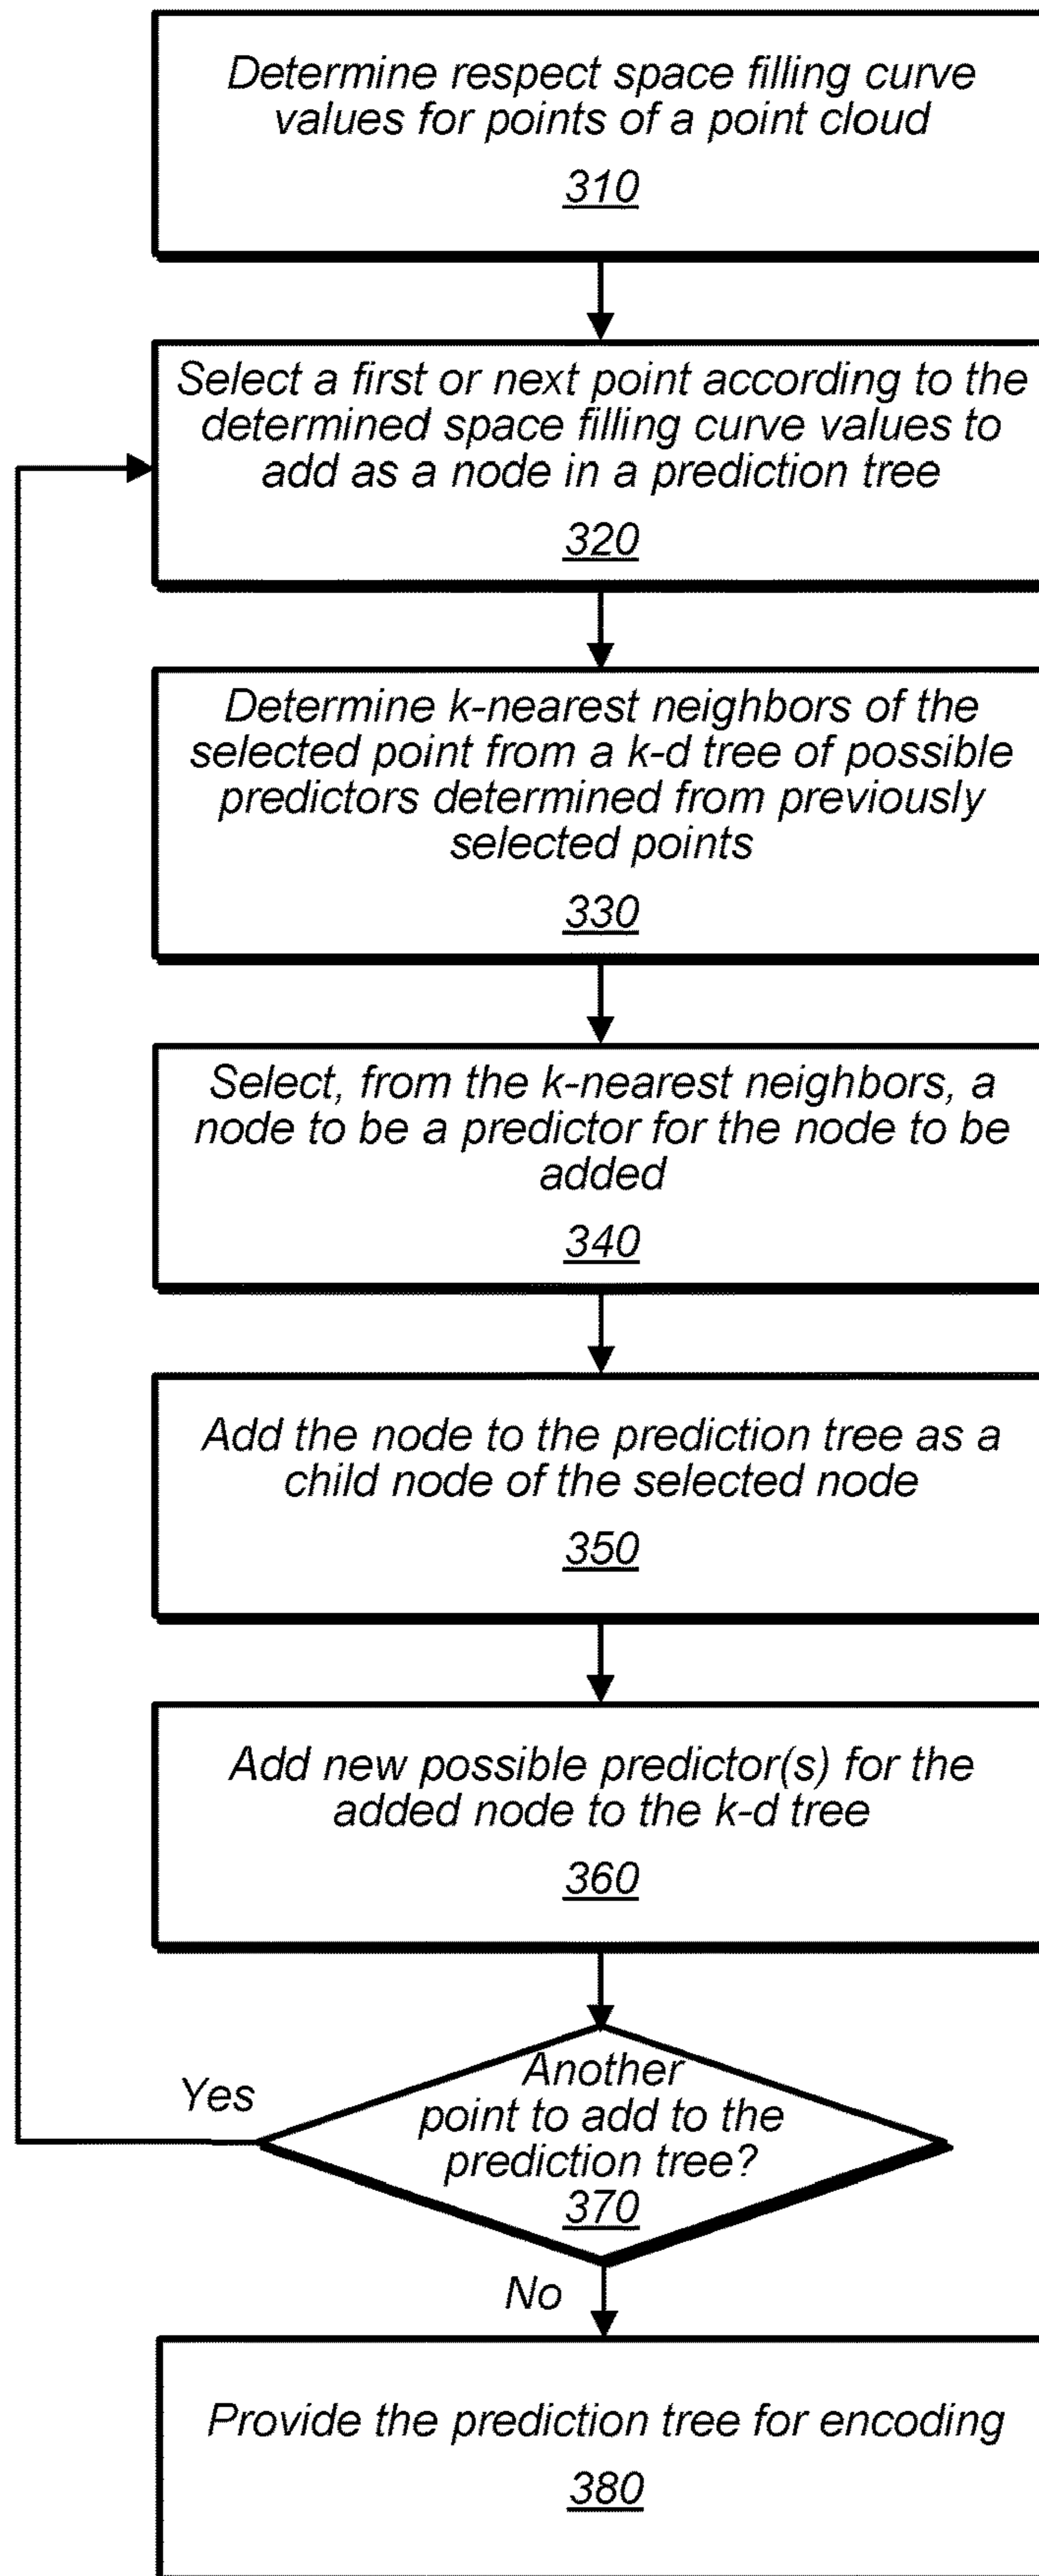 Determine respect space filling curve
values for points of a point cloud
310
Select a first or next point according to the
determined space filling curve values to
add as a node in a prediction tree
320
Determine k-nearest neighbors of the
selected point from a k-d tree of possible
predictors determined from previously
selected points
330
Select, from the k-nearest neighbors, a
node to be a predictor for the node to be
added
340
Add the node to the prediction tree as a
child node of the selected node
350
Add new possible predictor(s) for the
added node to the k-d tree
360
Another
point to add to the
prediction tree?
370
Yes
No
Provide the prediction tree for encoding
380